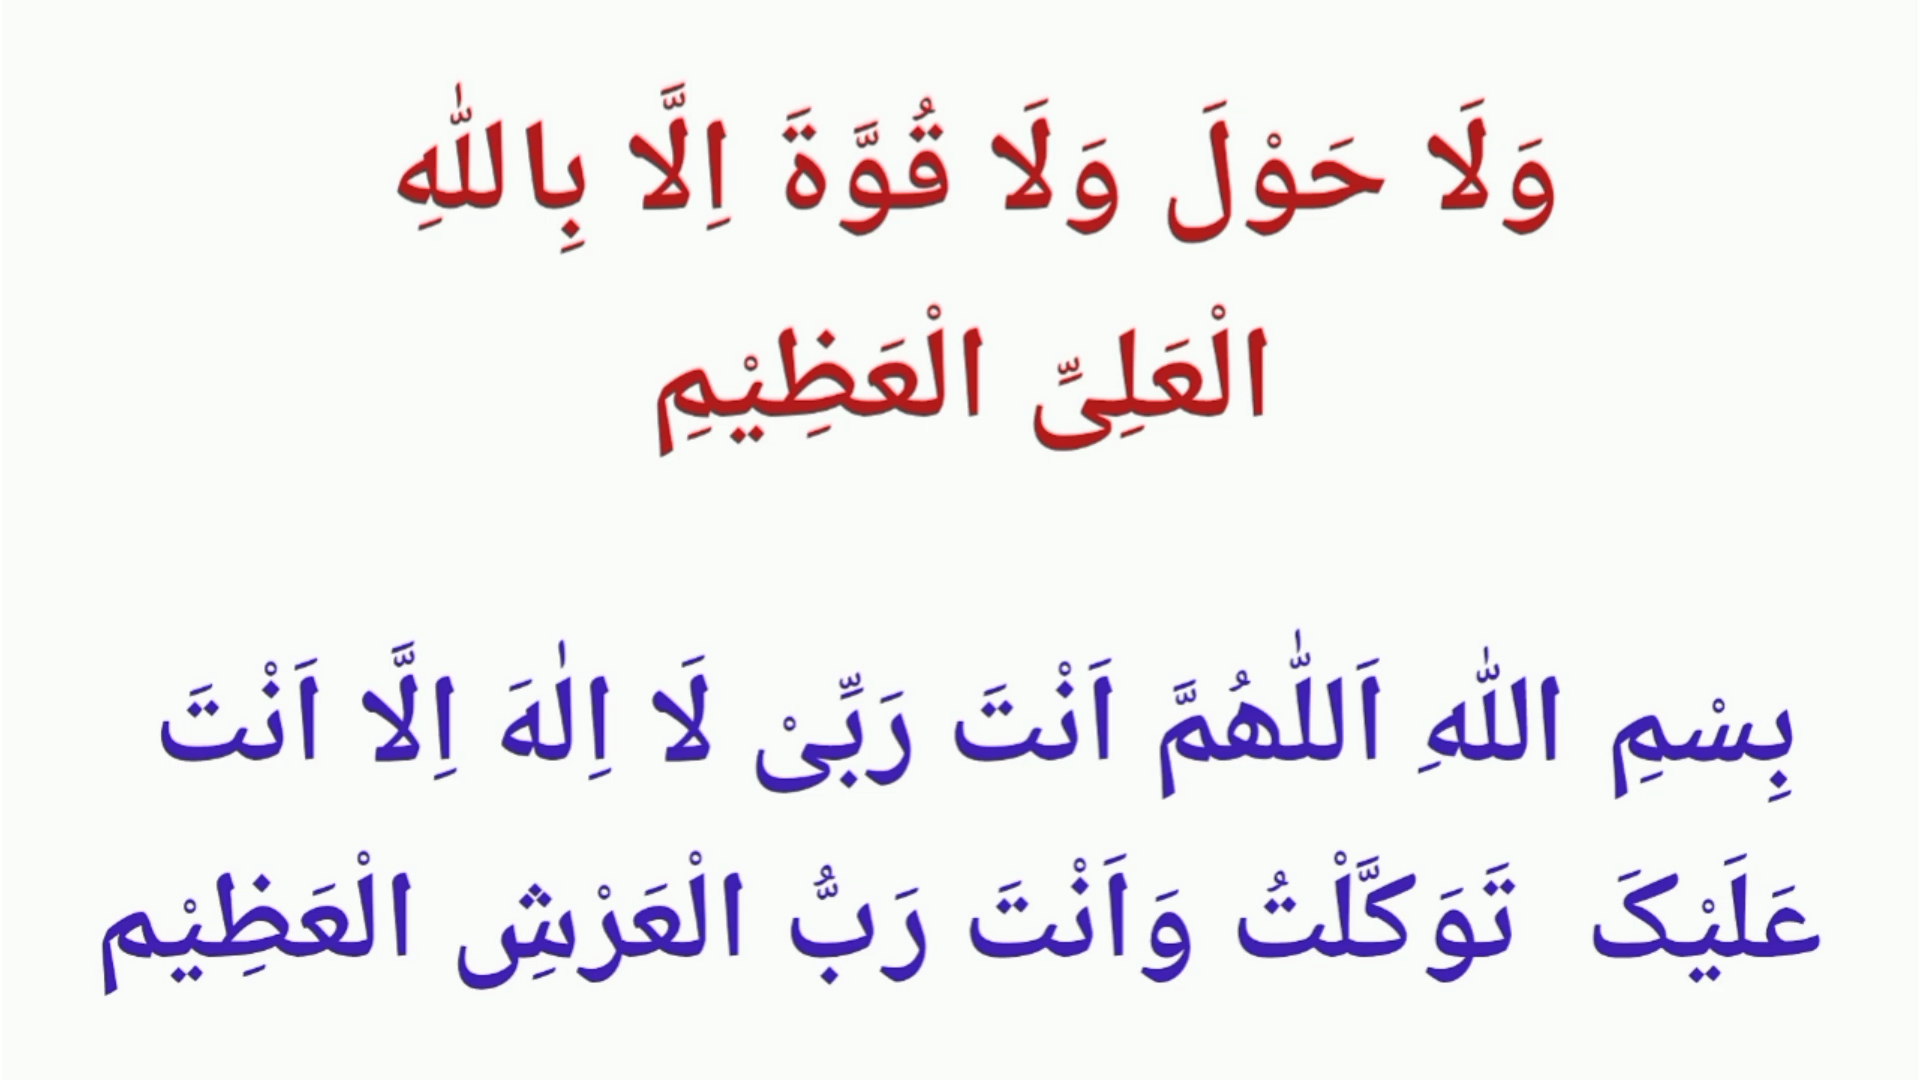 وَلَا حَوْلَ وَلَا قُوَّةَ اِلَّا بِاللّٰهِ
الْعَلِیِّ الْعَظِیْمِ
بِسْمِ اللّٰهِ اَللّٰهُمَّ اَنْتَ رَبِّیْ لَا اِلٰهَ اِلَّا اَنْتَ
عَلَیْکَ تَوَکَّلْتُ وَاَنْتَ رَبُّ الْعَرْشِ الْعَظِیْم